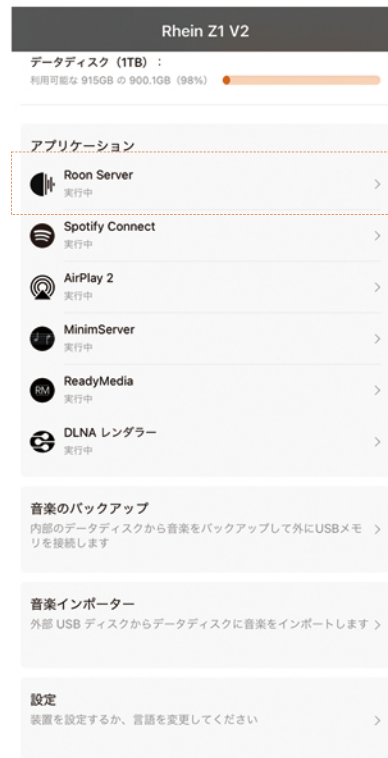 Rhein Z1 V2
データディスク（1TB）：
利用可能な 915GB の 900.1GB（98%）
アプリケーション
Roon Server
実行中
Spotify Connect
実行中
AirPlay 2
実行中
MinimServer
実行中
RM
ReadyMedia
実行中
DLNA レンダラー
実行中
音楽のバックアップ
内部のデータディスクから音楽をバックアップして外にUSBメモ
リを接続します
音楽インポーター
外部 USB ディスクからデータディスクに音楽をインポートします
設定
装置を設定するか、言語を変更してください